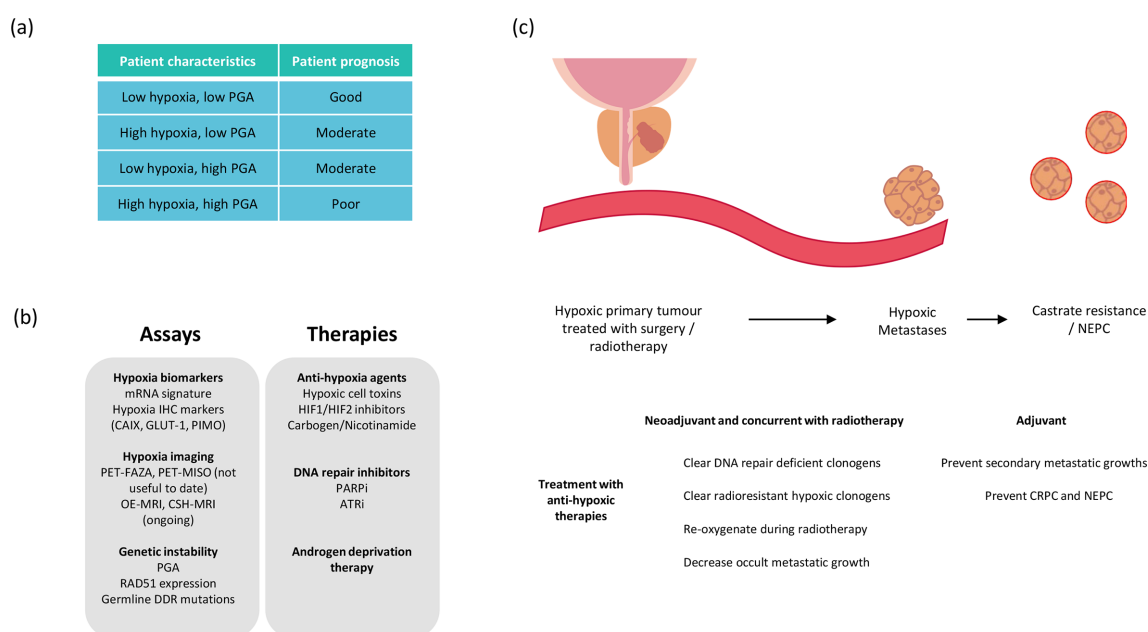 (a)
Patient characteristics Patient prognosis
Low hypoxia, low PGA Good
High hypoxia, low PGA Moderate
Low hypoxia, high PGA Moderate
High hypoxia, high PGA Poor
(b)
Assays
Hypoxia biomarkers
mRNA signature
Hypoxia IHC markers
(CAIX, GLUT-1, PIMO)
Hypoxia imaging
PET-FAZA, PET-MISO (not
useful to date)
OE-MRI, CSH-MRI
(ongoing)
Genetic instability
PGA
RAD51 expression
Germline DDR mutations
Therapies
Anti-hypoxia agents
Hypoxic cell toxins
HIF1/HIF2 inhibitors
Carbogen/Nicotinamide
DNA repair inhibitors
PARPi
ATRi
Androgen deprivation
therapy
(c)
Hypoxic primary tumour
treated with surgery /
radiotherapy
Hypoxic
Metastases
Castrate resistance
/ NEPC
Neoadjuvant and concurrent with radiotherapy
Adjuvant
Treatment with
anti-hypoxic
therapies
Clear DNA repair deficient clonogens
Clear radioresistant hypoxic clonogens
Re-oxygenate during radiotherapy
Decrease occult metastatic growth
Prevent secondary metastatic growths
Prevent CRPC and NEPC